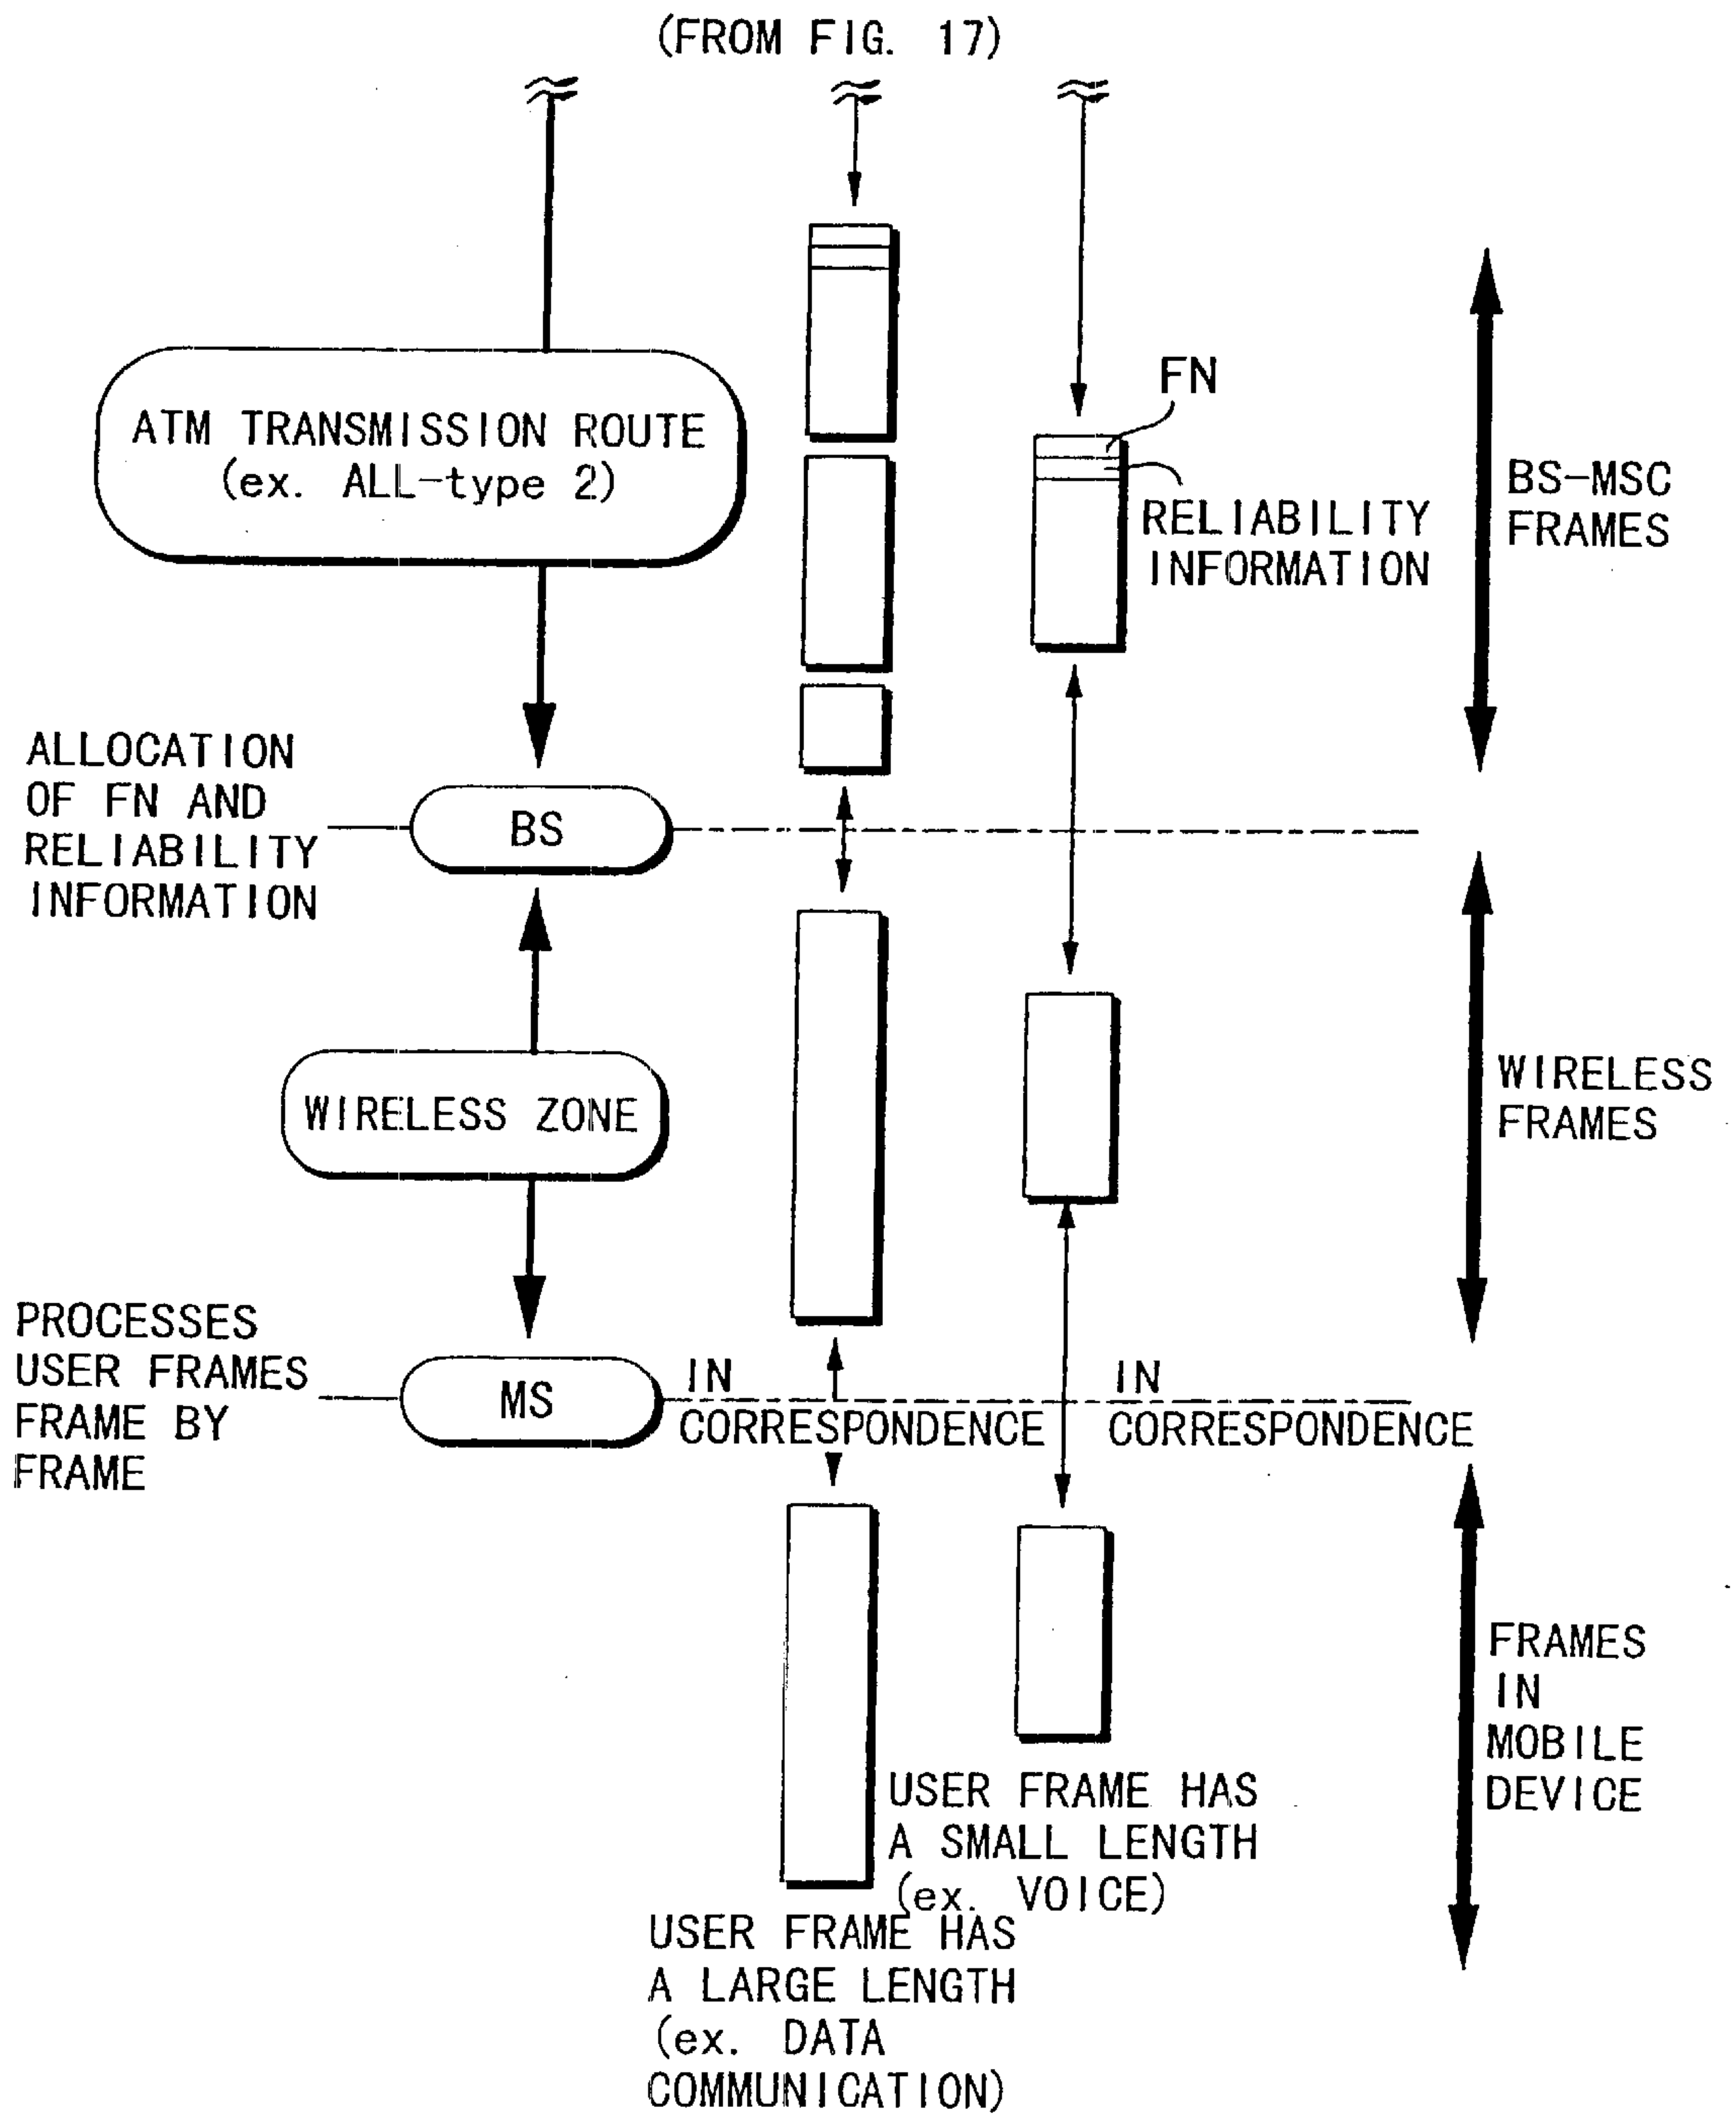 (FROM FIG. 17)
ATM TRANSMISSION ROUTE
(ex. ALL-type 2)
FN
RELIABILITY
INFORMATION
BS-MSC
FRAMES
ALLOCATION
OF FN AND
RELIABILITY
INFORMATION
BS
WIRELESS ZONE
WIRELESS
FRAMES
PROCESSES
USER FRAMES
FRAME BY
FRAME
MS
IN
CORRESPONDENCE
IN
CORRESPONDENCE
FRAMES
IN
MOBILE
DEVICE
USER FRAME HAS
A SMALL LENGTH
(ex. VOICE)
USER FRAME HAS
A LARGE LENGTH
(ex. DATA
COMMUNICATION)